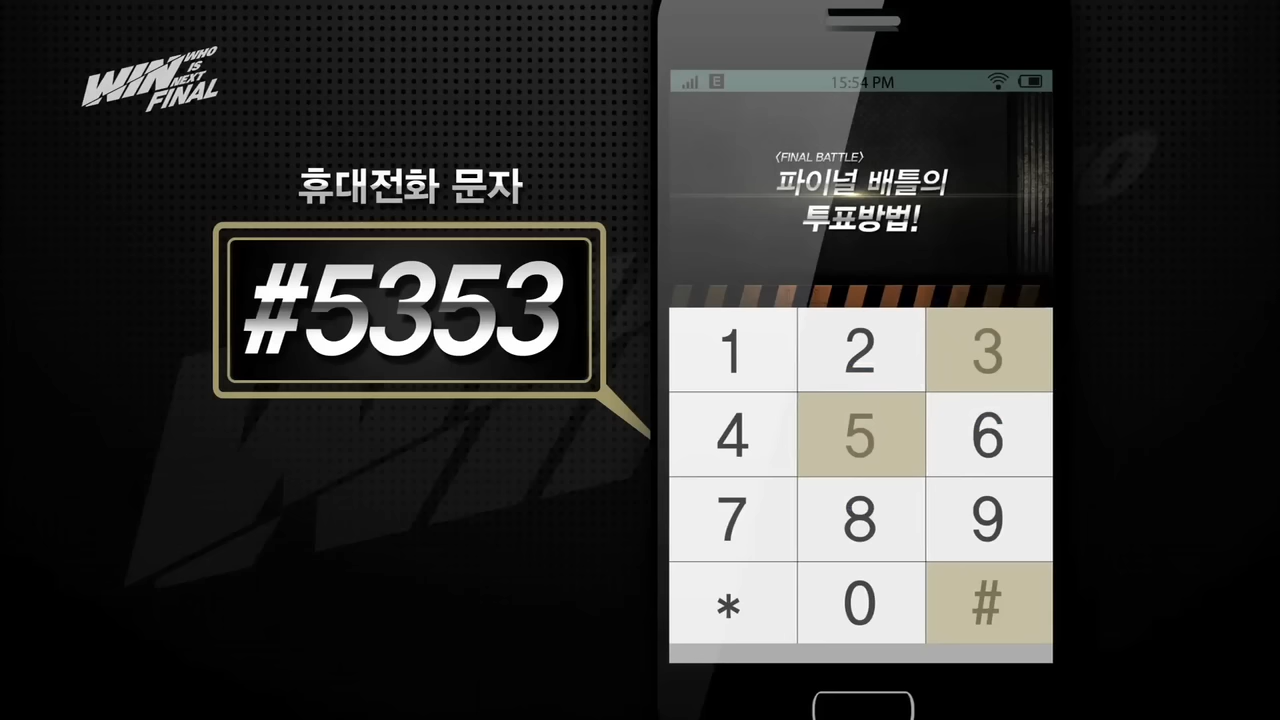 WIN WHO
IS
NEXT
FINAL
휴대전화 문자
#5353
E
15:54 PM
〈FINAL BATTLE〉
파이널 배틀의
투표방법!
1 2 3
4 5 6
7 8 9
* 0 #